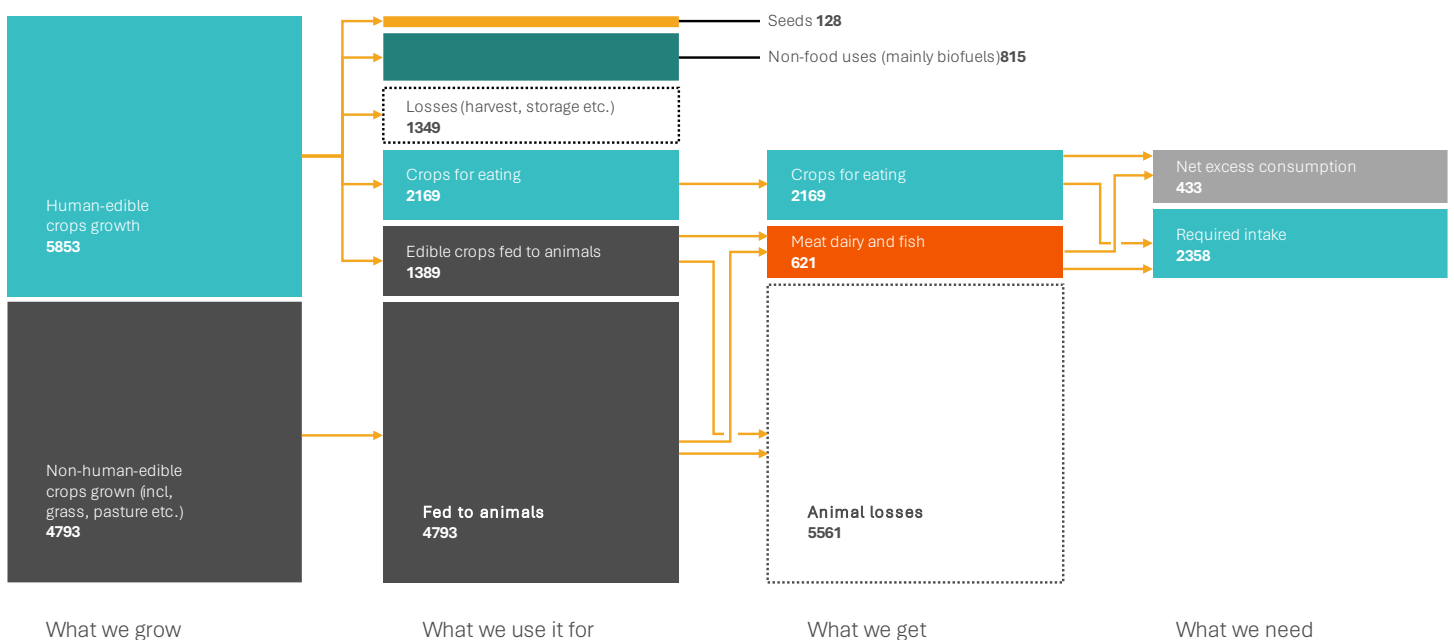 Seeds 128
Non-food uses (mainly biofuels)815
Losses (harvest, storage etc.)
1349
Human-edible
crops growth
5853
Crops for eating
2169
Edible crops fed to animals
1389
Crops for eating
2169
Meat dairy and fish
621
Net excess consumption
433
Required intake
2358
Non-human-edible
crops grown (incl,
grass, pasture etc.)
4793
Fed to animals
4793
Animal losses
5561
What we grow
What we use it for
What we get
What we need